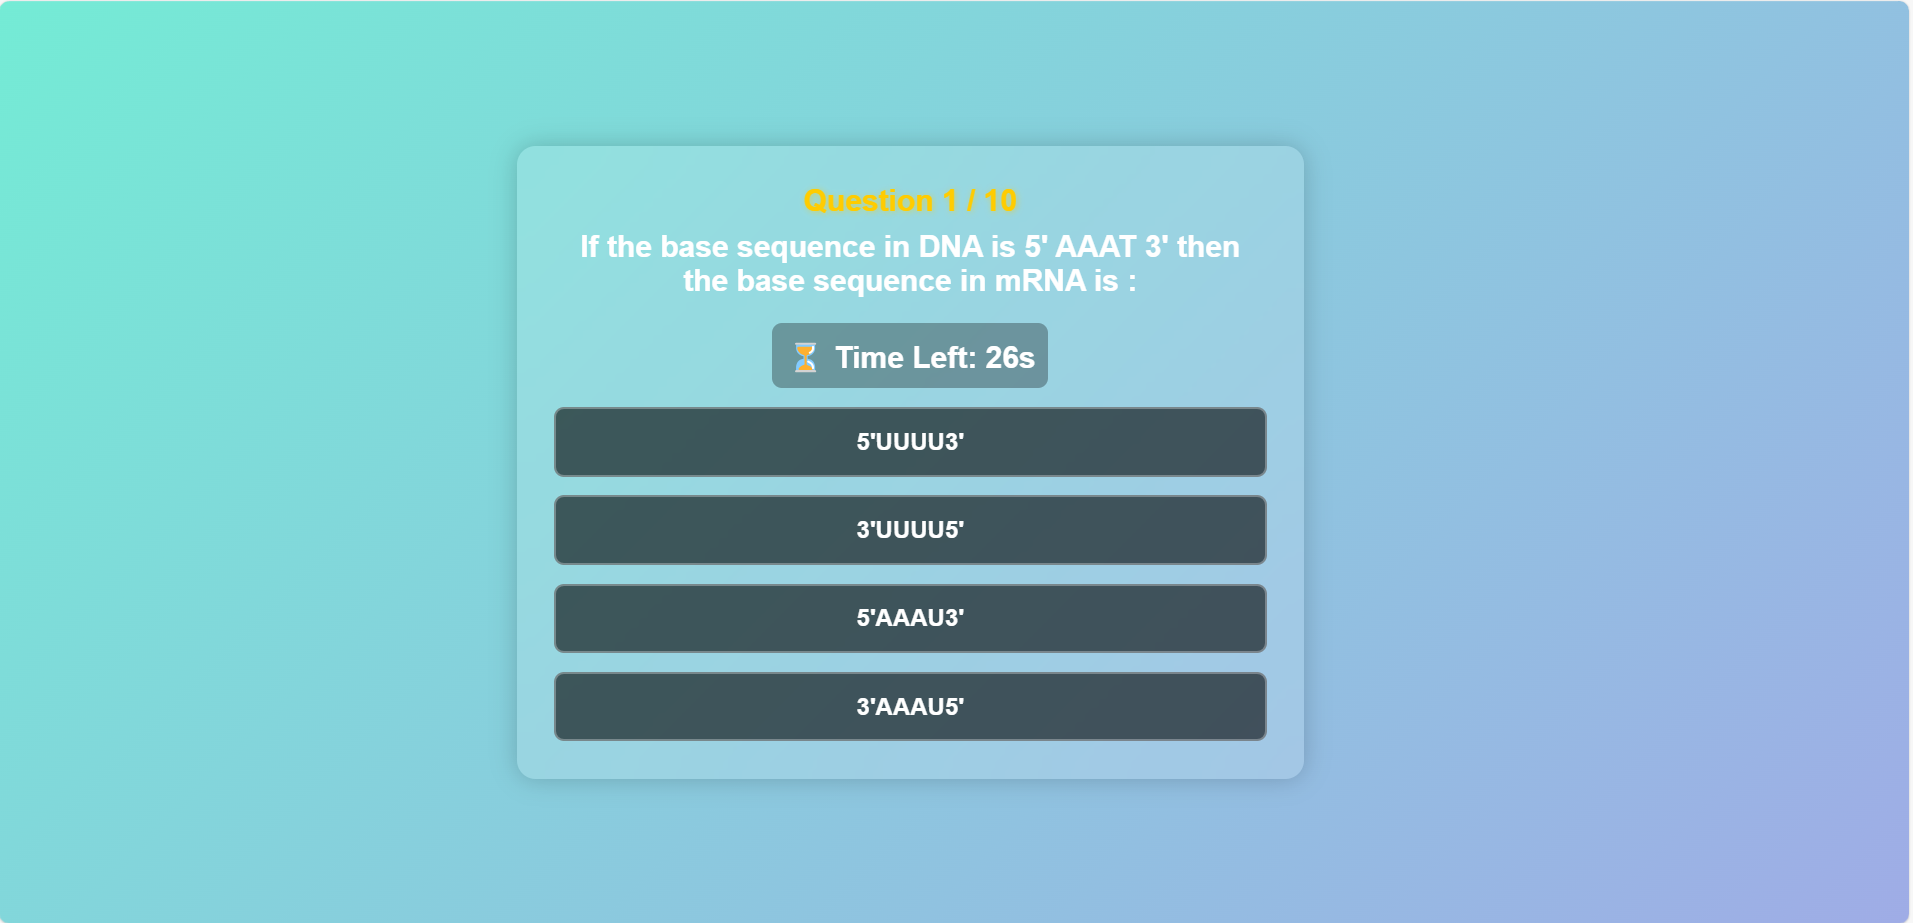 Question 1 / 10
If the base sequence in DNA is 5' AAAT 3' then
the base sequence in mRNA is :
⏳ Time Left: 26s
5'UUUU3'
3'UUUU5'
5'AAAU3'
3'AAAU5'